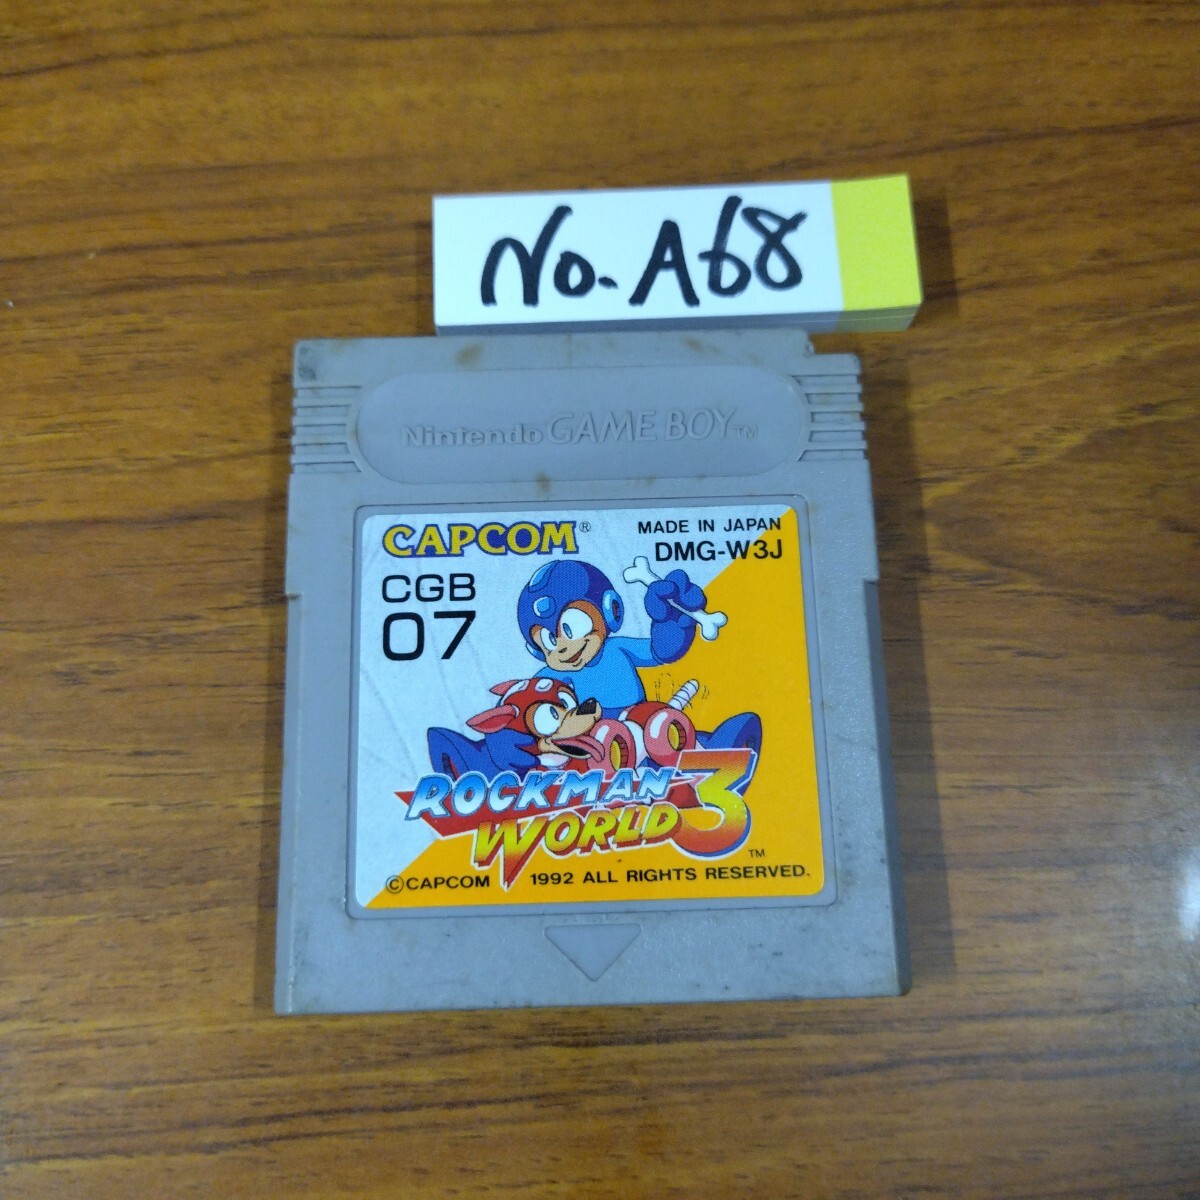 No. A68
Nintendo GAME BOY TM
CAPCOM®
MADE IN JAPAN
DMG-W3J
CGB
07
ROCKMAN
WORLD 3
TM
©CAPCOM 1992 ALL RIGHTS RESERVED.